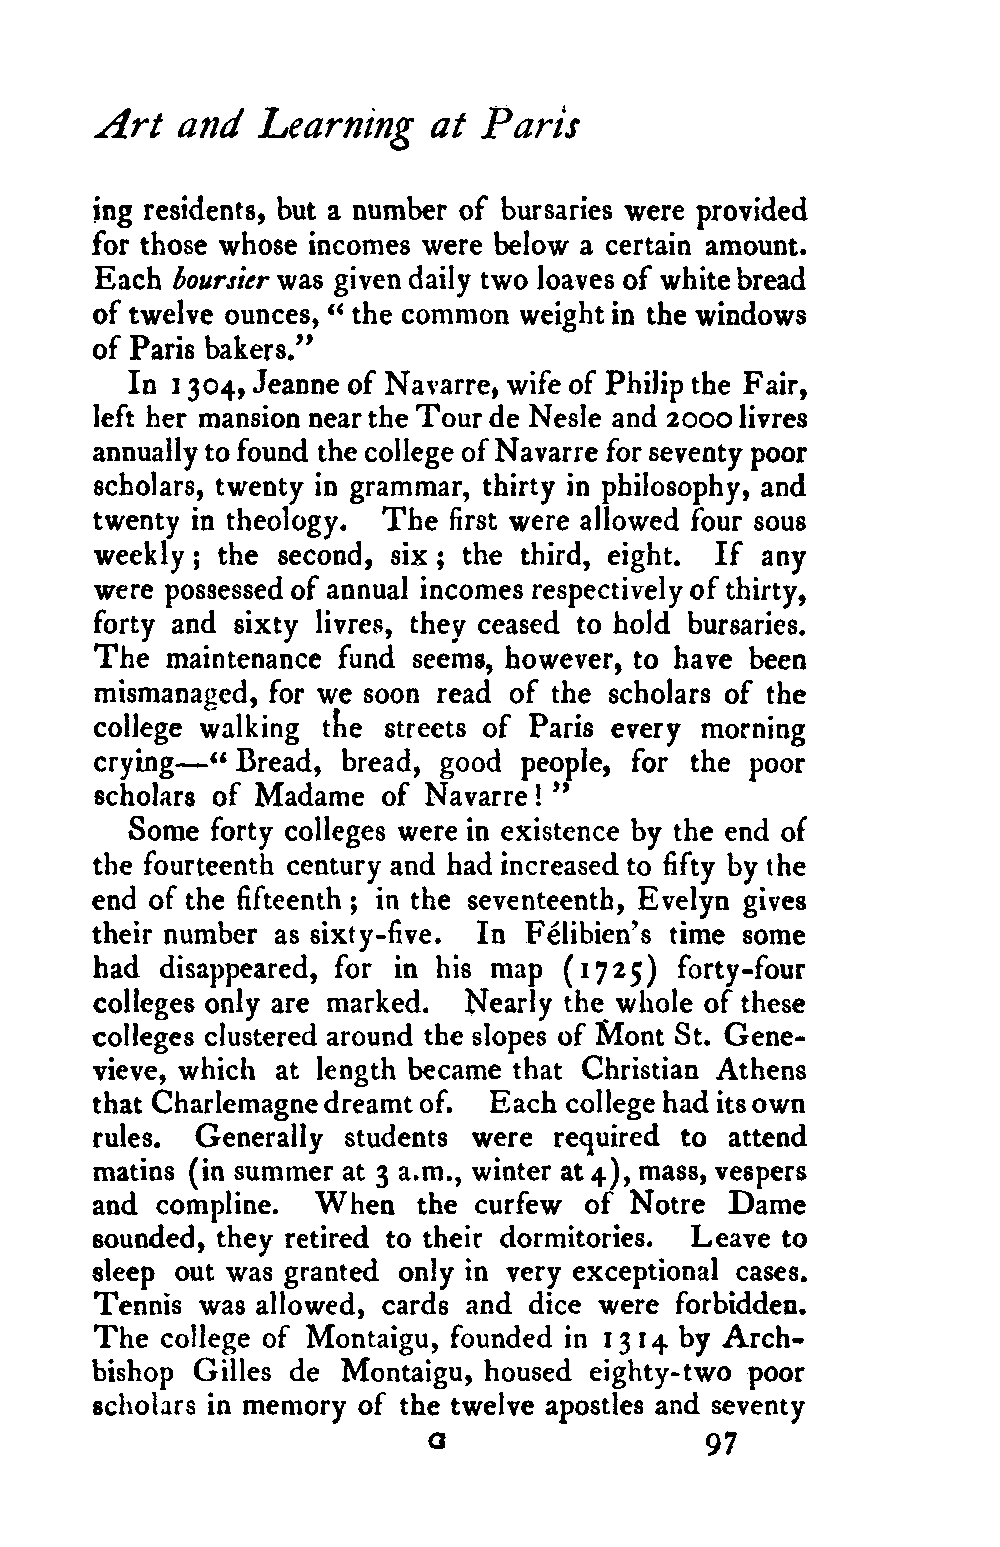 Art and Learning at Paris
ing residents, but a number of bursaries were provided
for those whose incomes were below a certain amount.
Each boursier was given daily two loaves of white bread
of twelve ounces, “ the common weight in the windows
of Paris bakers.”
In 1304, Jeanne of Navarre, wife of Philip the Fair,
left her mansion near the Tour de Nesle and 2000 livres
annually to found the college of Navarre for seventy poor
scholars, twenty in grammar, thirty in philosophy, and
twenty in theology. The first were allowed four sous
weekly ; the second, six ; the third, eight. If any
were possessed of annual incomes respectively of thirty,
forty and sixty livres, they ceased to hold bursaries.
The maintenance fund seems, however, to have been
mismanaged, for we soon read of the scholars of the
college walking the streets of Paris every morning
crying—“ Bread, bread, good people, for the poor
scholars of Madame of Navarre ! ”
Some forty colleges were in existence by the end of
the fourteenth century and had increased to fifty by the
end of the fifteenth ; in the seventeenth, Evelyn gives
their number as sixty-five. In Félibien’s time some
had disappeared, for in his map (1725) forty-four
colleges only are marked. Nearly the whole of these
colleges clustered around the slopes of Mont St. Gene-
vieve, which at length became that Christian Athens
that Charlemagne dreamt of. Each college had its own
rules. Generally students were required to attend
matins (in summer at 3 a.m., winter at 4), mass, vespers
and compline. When the curfew of Notre Dame
sounded, they retired to their dormitories. Leave to
sleep out was granted only in very exceptional cases.
Tennis was allowed, cards and dice were forbidden.
The college of Montaigu, founded in 1314 by Arch-
bishop Gilles de Montaigu, housed eighty-two poor
scholars in memory of the twelve apostles and seventy
G 97